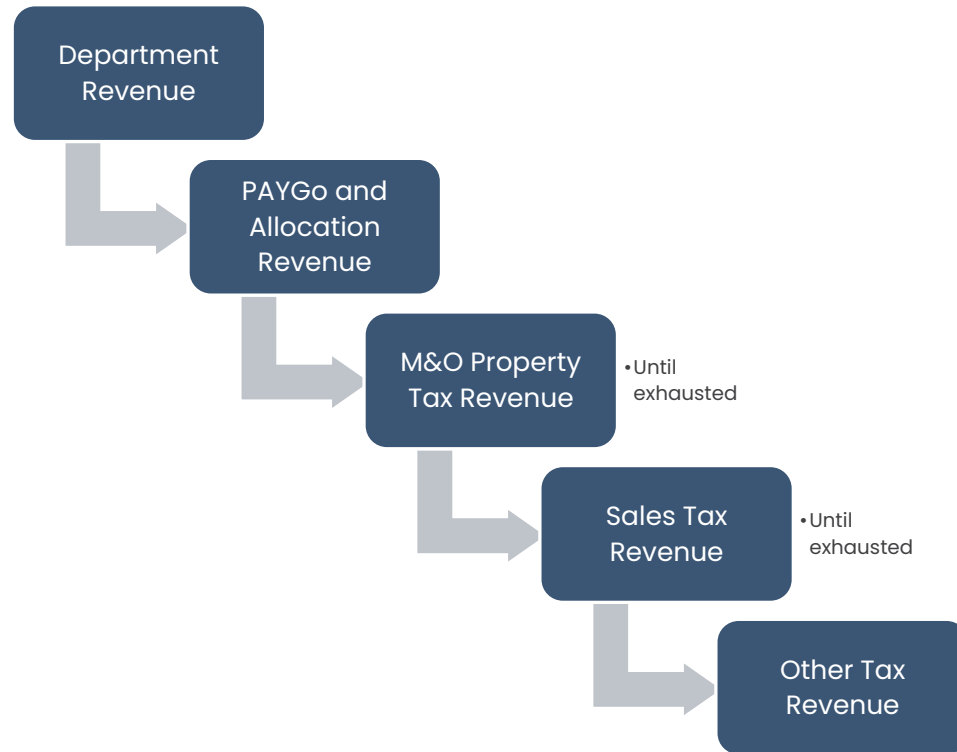 Department
Revenue
PAYGo and
Allocation
Revenue
M&O Property
Tax Revenue
•Until
exhausted
Sales Tax
Revenue
•Until
exhausted
Other Tax
Revenue